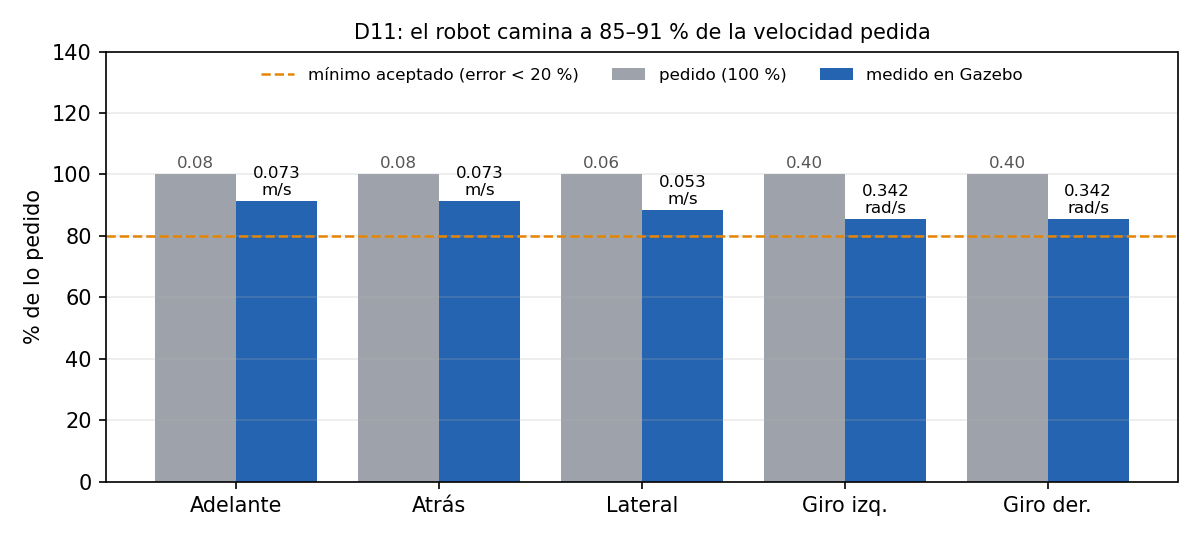 D11: el robot camina a 85–91 % de la velocidad pedida
mínimo aceptado (error < 20 %)
pedido (100 %)
medido en Gazebo
% de lo pedido
140
120
100
80
60
40
20
0
0.08
0.073
m/s
0.08
0.073
m/s
0.06
0.053
m/s
0.40
0.342
rad/s
0.40
0.342
rad/s
Adelante
Atrás
Lateral
Giro izq.
Giro der.